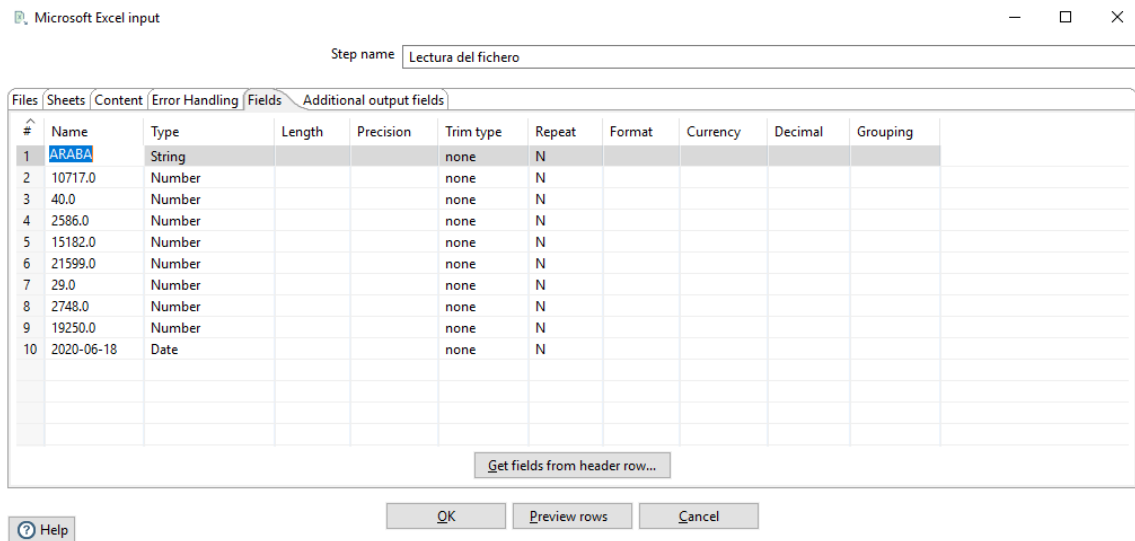 Microsoft Excel input
Step name Lectura del fichero
Files Sheets Content Error Handling Fields Additional output fields
# Name Type Length Precision Trim type Repeat Format Currency Decimal Grouping
1 ARABA String none N
2 10717.0 Number none N
3 40.0 Number none N
4 2586.0 Number none N
5 15182.0 Number none N
6 21599.0 Number none N
7 29.0 Number none N
8 2748.0 Number none N
9 19250.0 Number none N
10 2020-06-18 Date none N
Get fields from header row...
OK Preview rows Cancel
Help